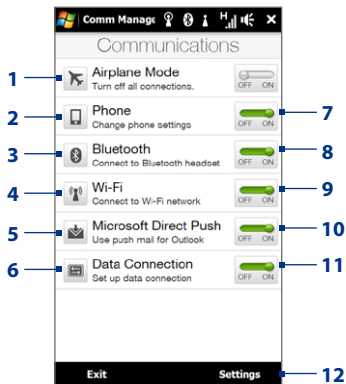 Comm Manage H
Communications
1 Airplane Mode
Turn off all connections. OFF ON
2 Phone 7
Change phone settings OFF ON
3 Bluetooth 8
Connect to Bluetooth headset OFF ON
4 Wi-Fi 9
Connect to Wi-Fi network OFF ON
5 Microsoft Direct Push 10
Use push mail for Outlook OFF ON
6 Data Connection 11
Set up data connection OFF ON
Exit Settings 12